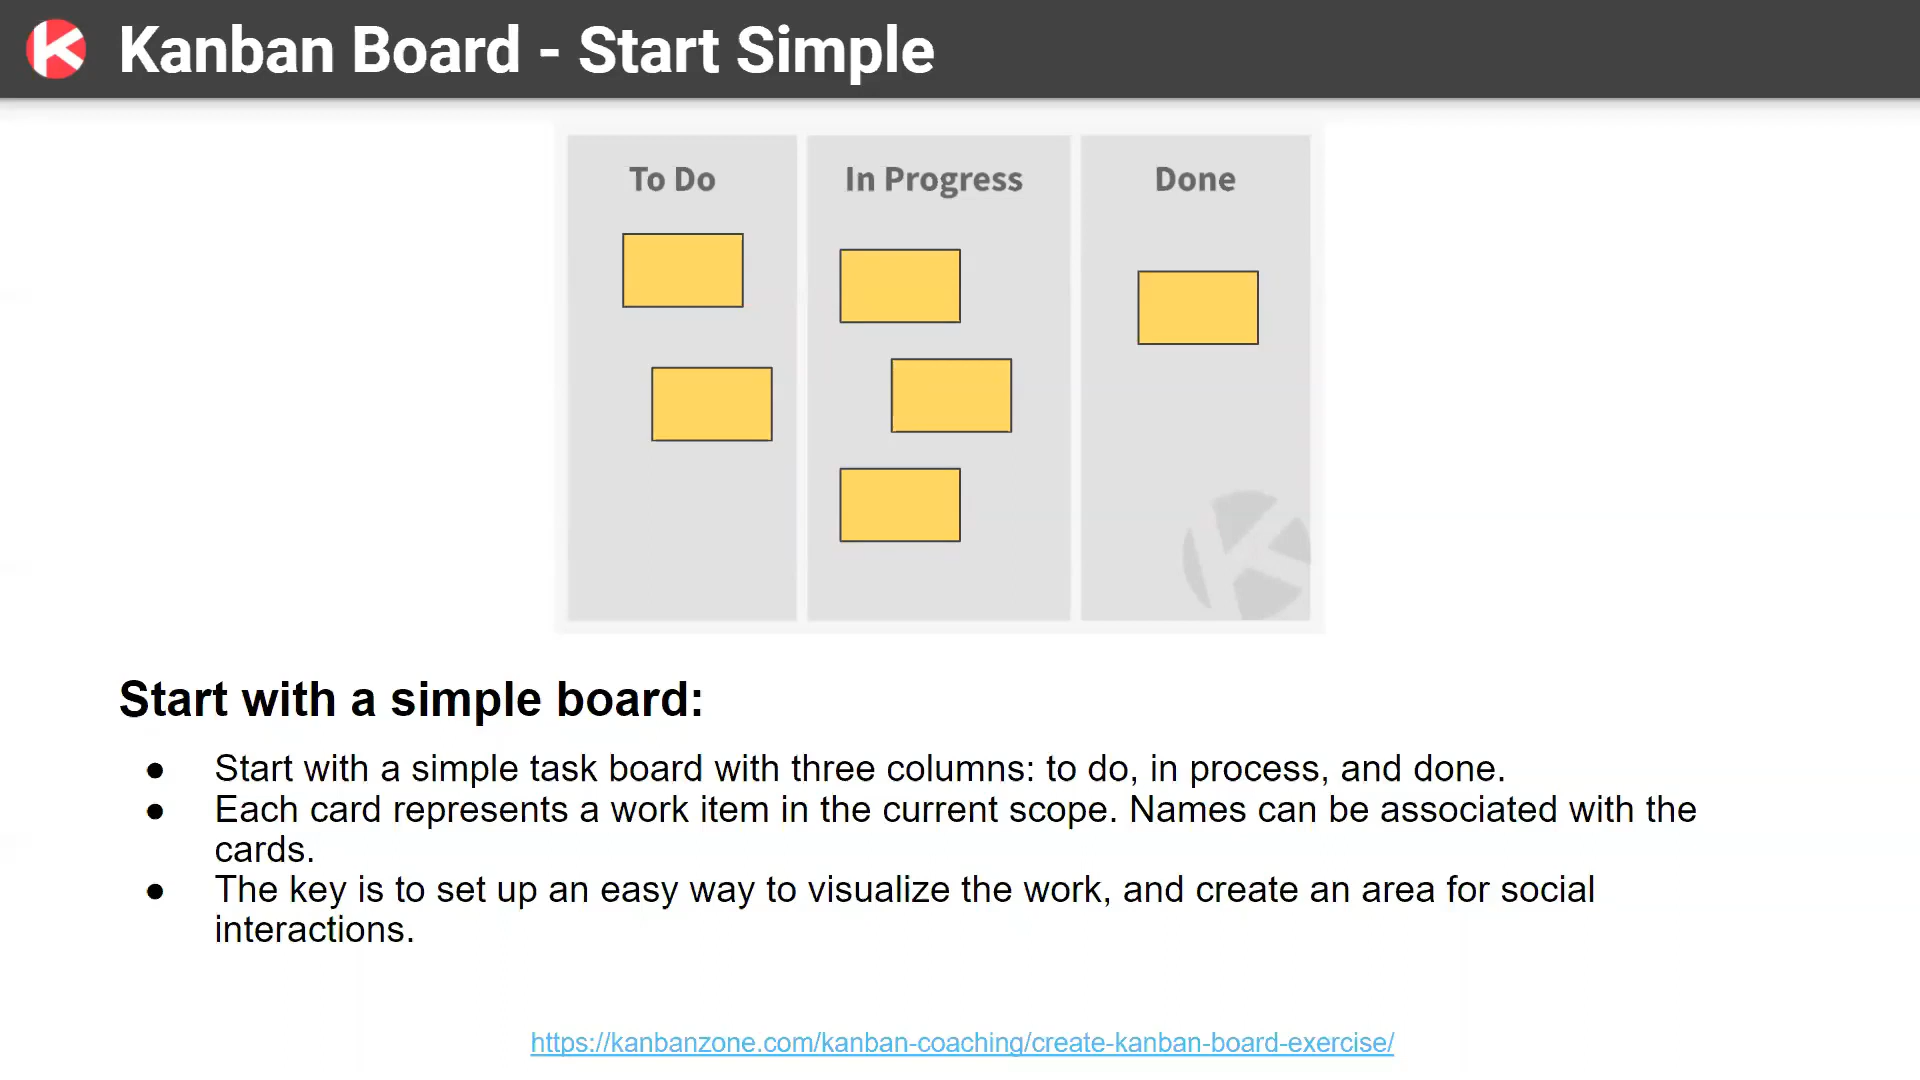 Kanban Board - Start Simple
To Do
In Progress
Done
Start with a simple board:
● Start with a simple task board with three columns: to do, in process, and done.
● Each card represents a work item in the current scope. Names can be associated with the
cards.
● The key is to set up an easy way to visualize the work, and create an area for social
interactions.
https://kanbanzone.com/kanban-coaching/create-kanban-board-exercise/